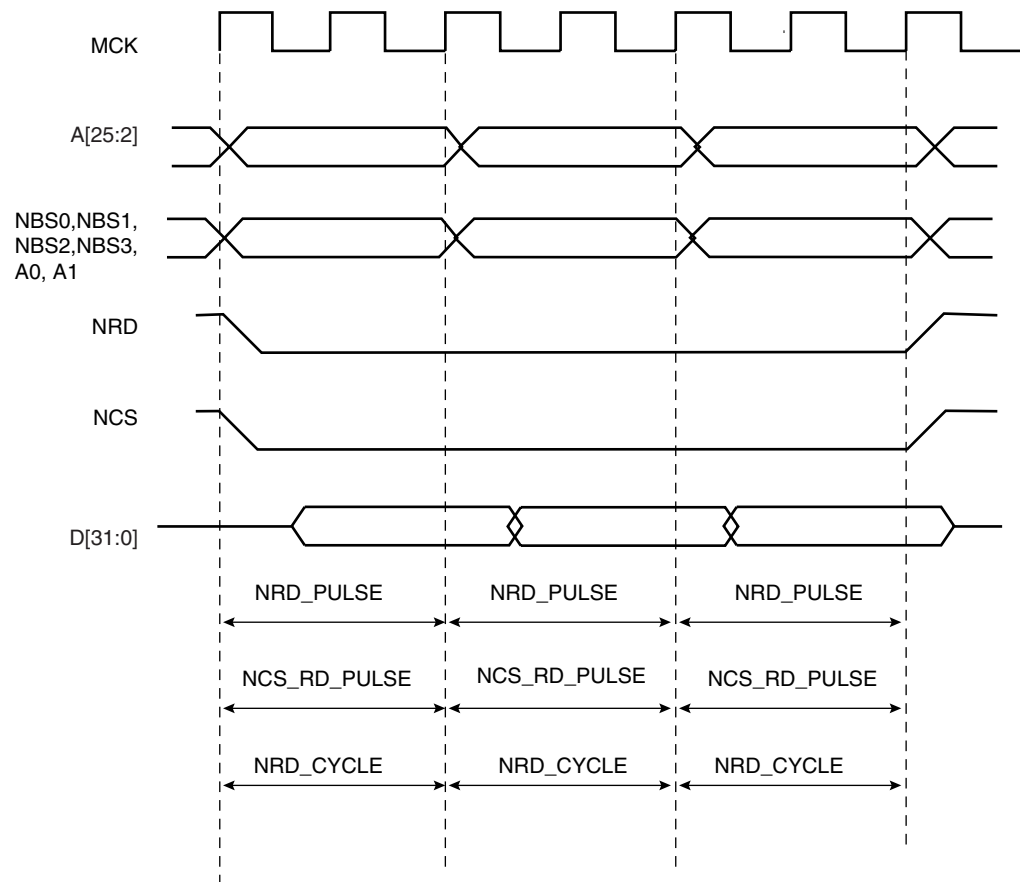 MCK
A[25:2]
NBS0,NBS1,
NBS2,NBS3,
A0, A1
NRD
NCS
D[31:0]
NRD_PULSE NRD_PULSE NRD_PULSE
NCS_RD_PULSE NCS_RD_PULSE NCS_RD_PULSE
NRD_CYCLE NRD_CYCLE NRD_CYCLE